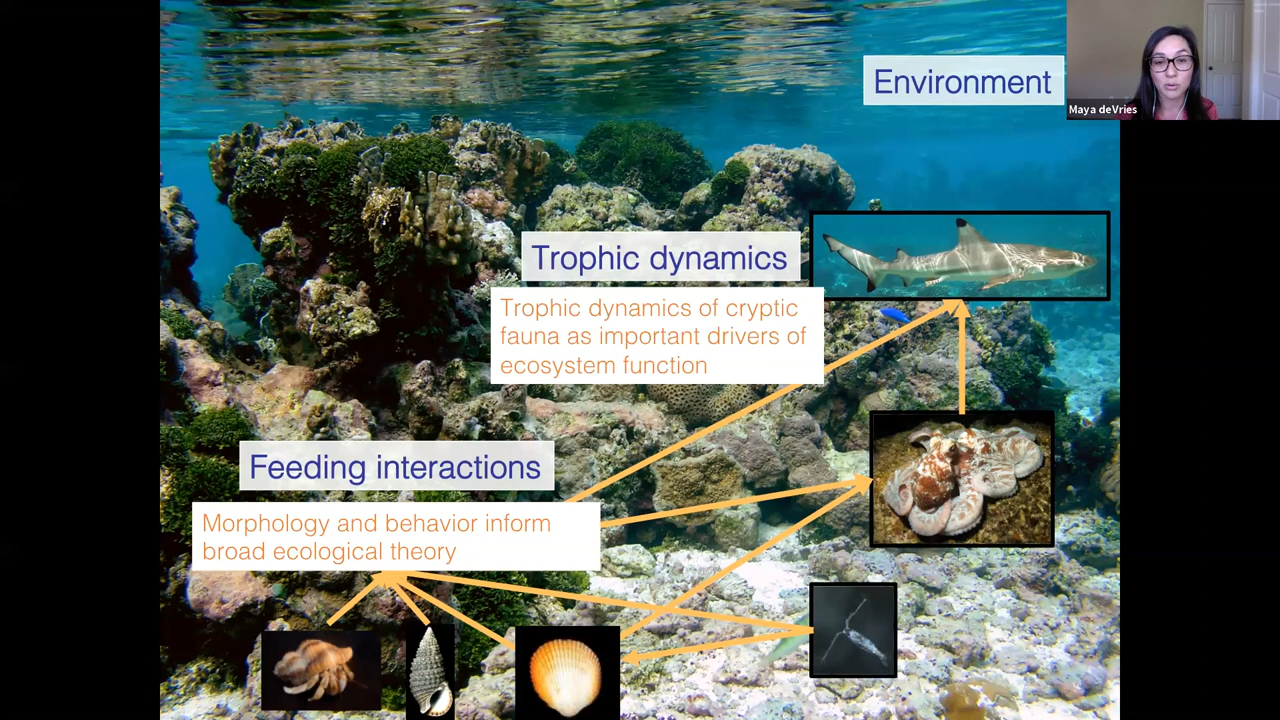 Environment
Maya deVries
Trophic dynamics
Trophic dynamics of cryptic
fauna as important drivers of
ecosystem function
Feeding interactions
Morphology and behavior inform
broad ecological theory